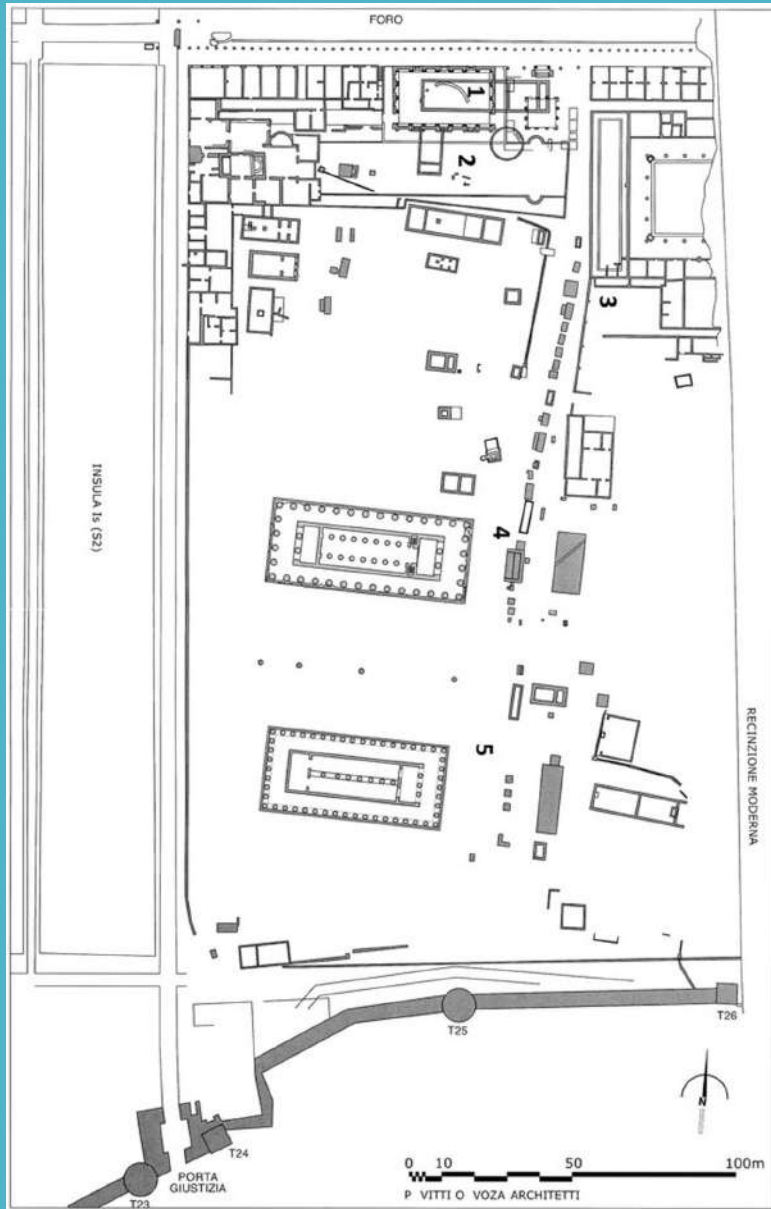 FORO
1
2
3
INSULA Is (S2)
4
5
RECINZIONE MODERNA
T25
T26
N
T24
PORTA
GIUSTIZIA
T23
0 10 50 100m
P VITTI O VOZA ARCHITETTI